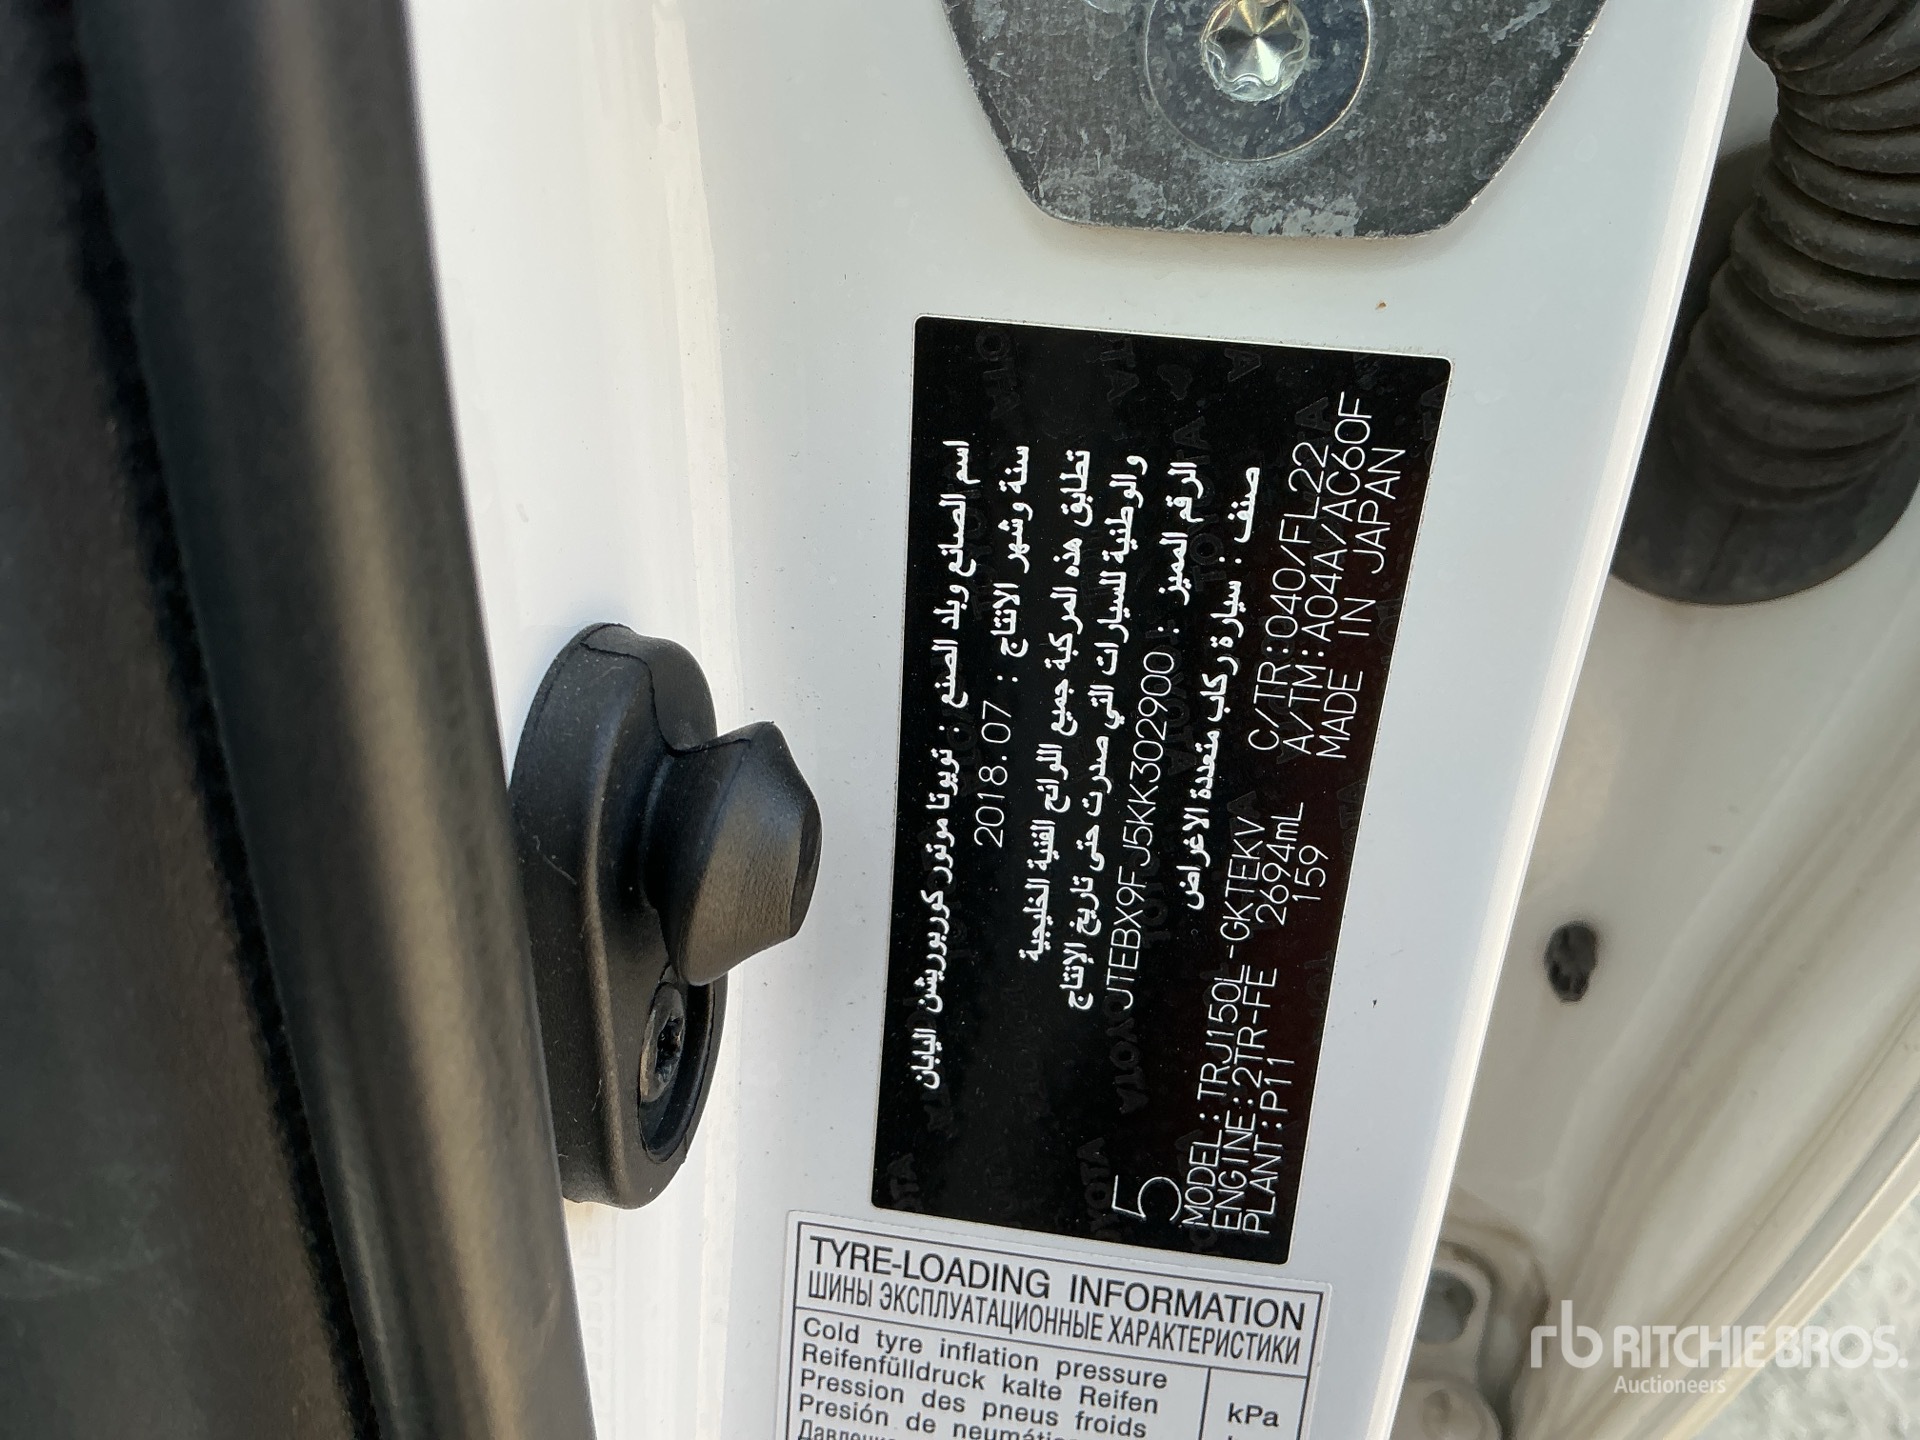 اسم الصانع وبلد الصنع : تويوتا موتور كوربوريشن اليابان
سنة وشهر الانتاج : 2018.07
تطابق هذه المركبة جميع اللوائح الفنية الخليجية
والوطنية للسيارات التي صدرت حتى تاريخ الإنتاج
الرقم المميز : JTEBX9FJ5KK302900
صنف : سيارة ركاب متعددة الاغراض
5
MODEL:TRJ150L-GKTEKV C/TR:040/FL22
ENGINE:2TR-FE 2694mL A/TM:A04A/AC60F
PLANT:P11 159 MADE IN JAPAN
TYRE-LOADING INFORMATION
ШИНЫ ЭКСПЛУАТАЦИОННЫЕ ХАРАКТЕРИСТИКИ
Cold tyre inflation pressure
Reifenfülldruck kalte Reifen
Pression des pneus froids
Presión de
kPa
rb RITCHIE BROS.
Auctioneers